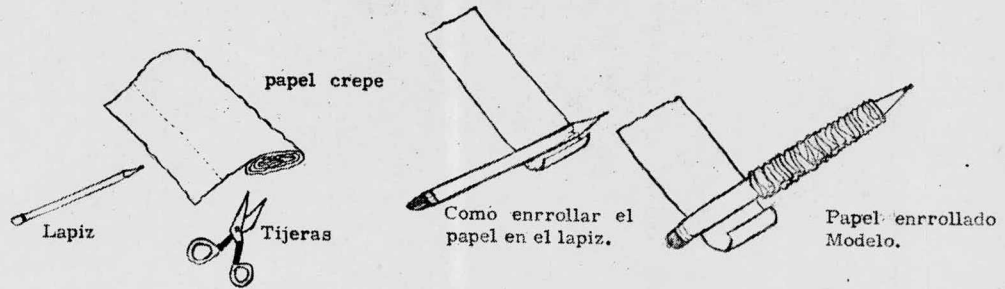 papel crepe
Lapiz
Tijeras
Como enrrollar el
papel en el lapiz.
Papel enrrollado
Modelo.